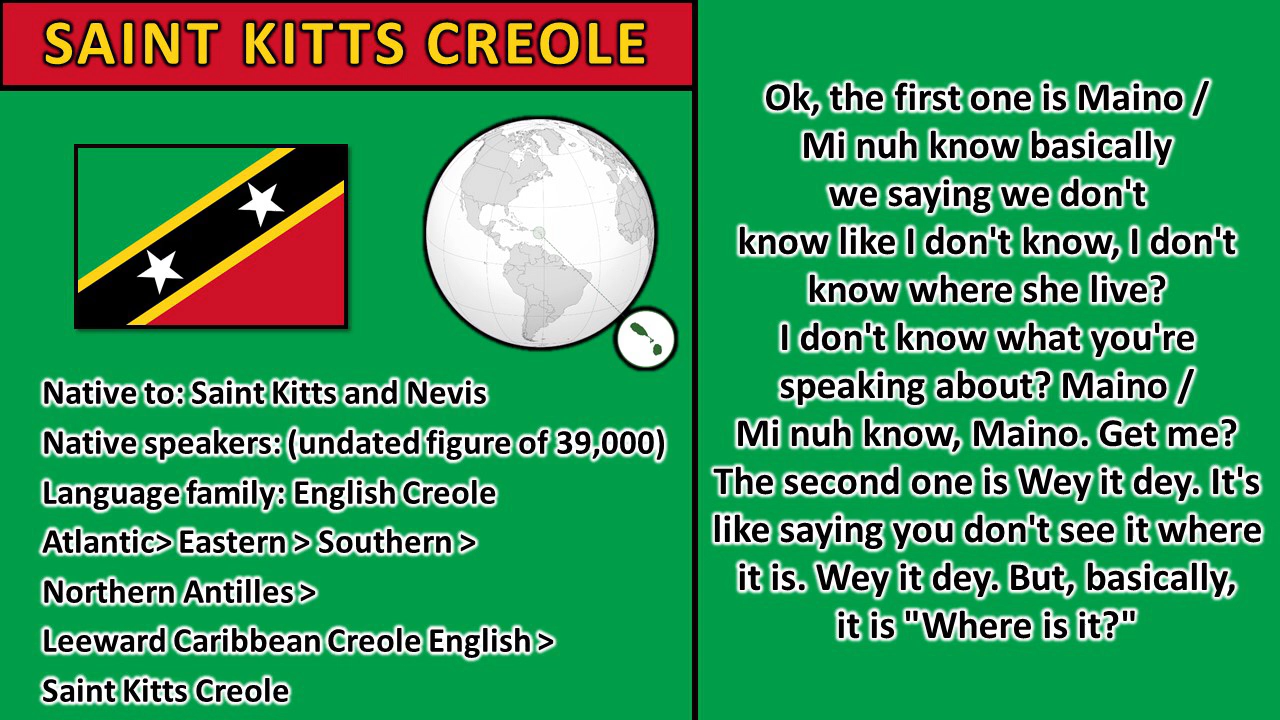 SAINT KITTS CREOLE
Native to: Saint Kitts and Nevis
Native speakers: (undated figure of 39,000)
Language family: English Creole
Atlantic> Eastern > Southern >
Northern Antilles >
Leeward Caribbean Creole English >
Saint Kitts Creole
Ok, the first one is Maino /
Mi nuh know basically
we saying we don't
know like I don't know, I don't
know where she live?
I don't know what you're
speaking about? Maino /
Mi nuh know, Maino. Get me?
The second one is Wey it dey. It's
like saying you don't see it where
it is. Wey it dey. But, basically,
it is "Where is it?"